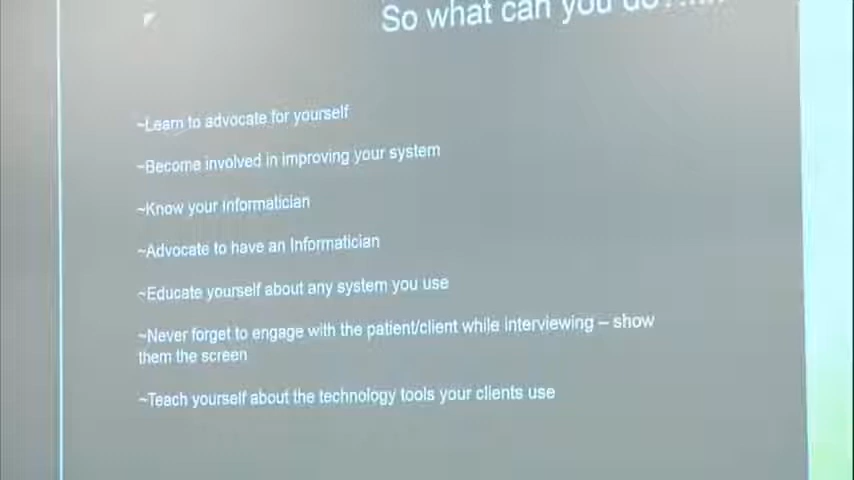 So what can you do?....
~Learn to advocate for yourself
~Become involved in improving your system
~Know your Informatician
~Advocate to have an Informatician
~Educate yourself about any system you use
~Never forget to engage with the patient/client while interviewing – show
them the screen
~Teach yourself about the technology tools your clients use